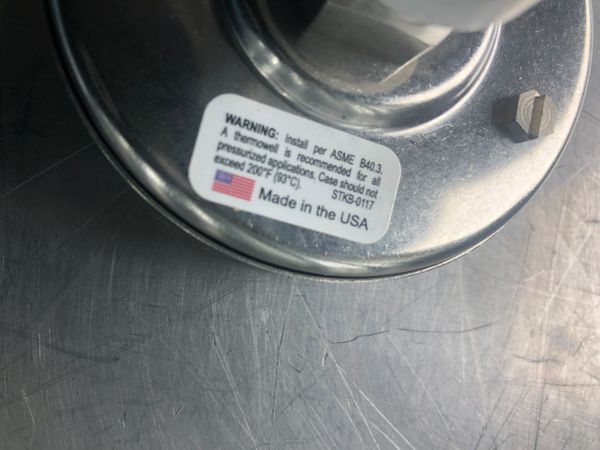 WARNING: Install per ASME B40.3.
A thermowell is recommended for all
pressurized applications. Case should not
exceed 200°F (93°C).
STKB-0117
Made in the USA